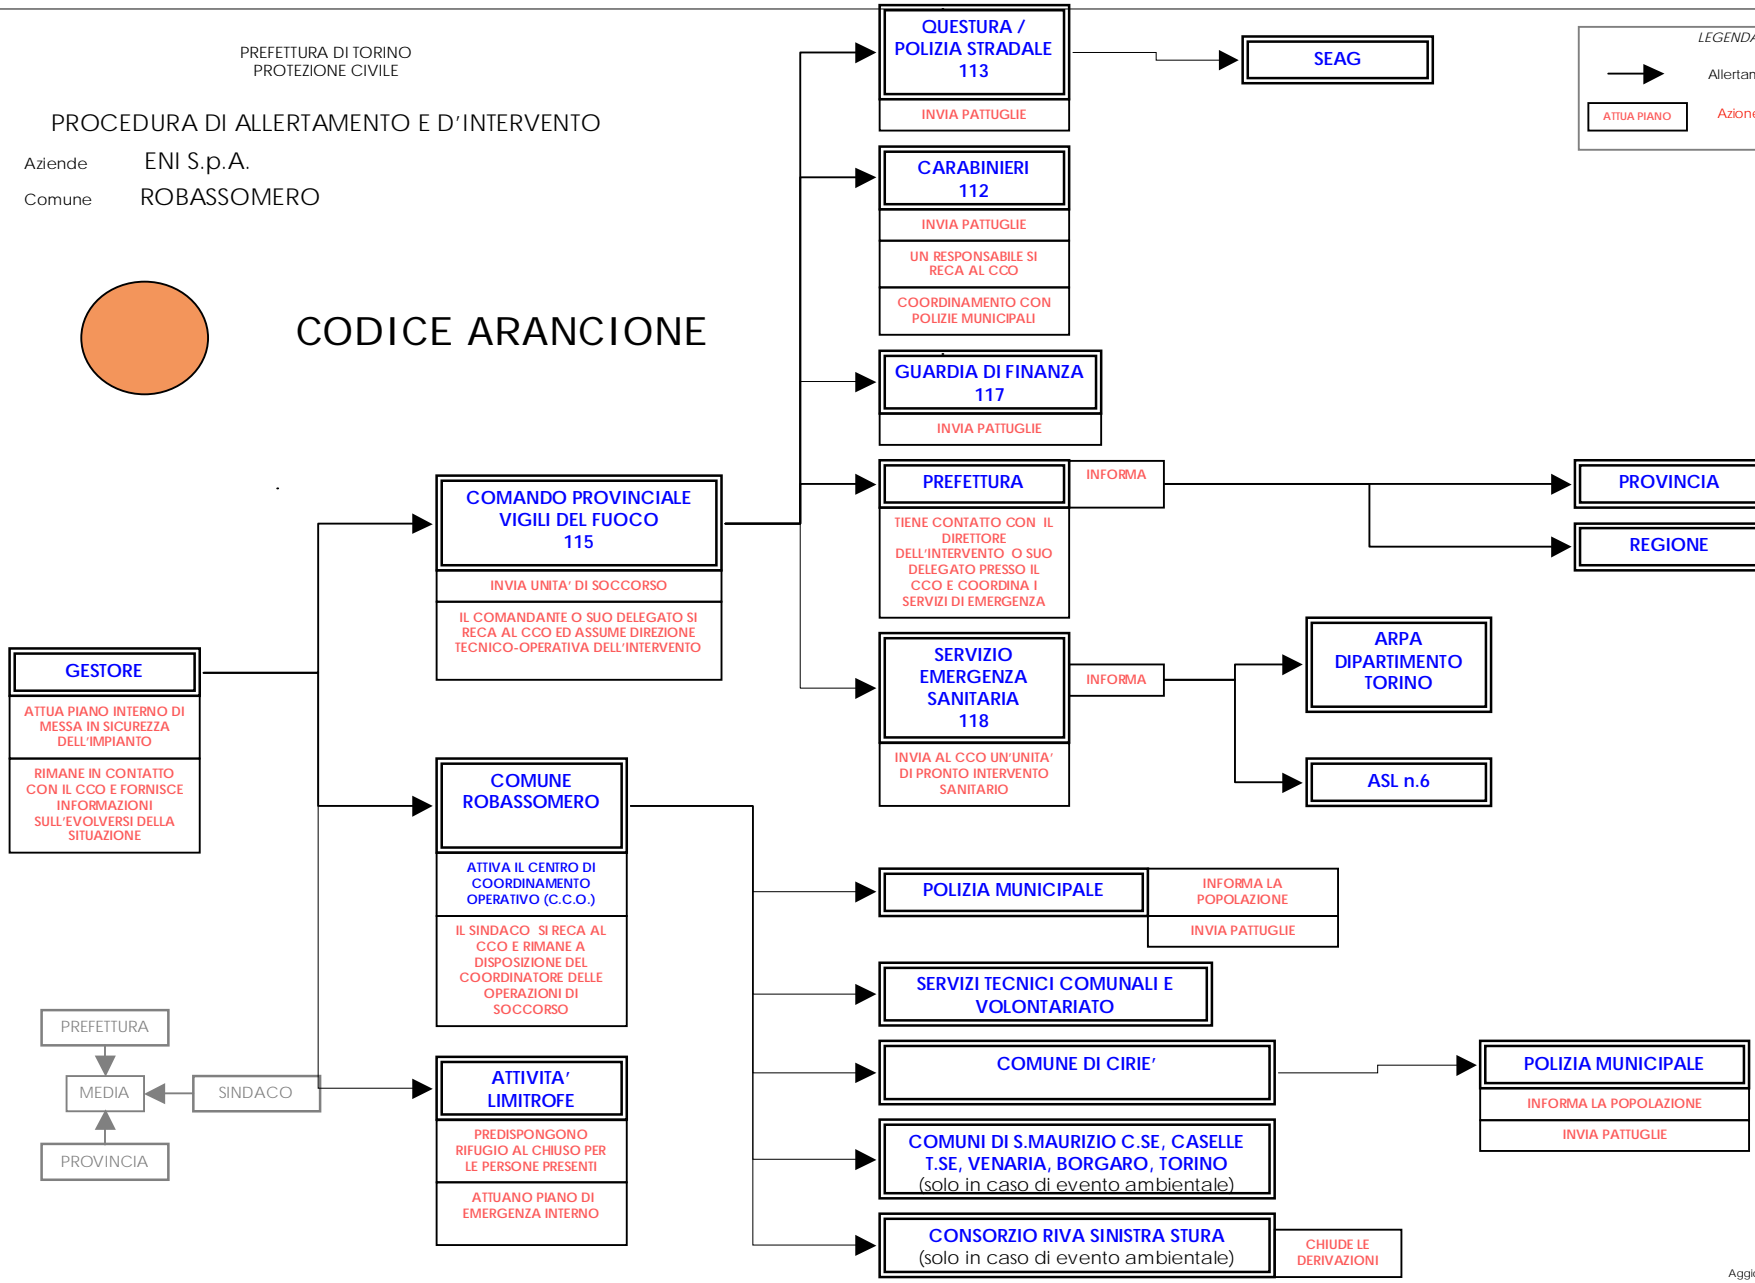 PREFETTURA DI TORINO
PROTEZIONE CIVILE
PROCEDURA DI ALLERTAMENTO E D'INTERVENTO
Aziende ENI S.p.A.
Comune ROBASSOMERO
CODICE ARANCIONE
LEGENDA
ATTUA PIANO
QUESTURA /
POLIZIA STRADALE
113
INVIA PATTUGLIE
SEAG
CARABINIERI
112
INVIA PATTUGLIE
UN RESPONSABILE SI
RECA AL CCO
COORDINAMENTO CON
POLIZIE MUNICIPALI
GUARDIA DI FINANZA
117
INVIA PATTUGLIE
PREFETTURA
INFORMA
TIENE CONTATTO CON IL
DIRETTORE
DELL'INTERVENTO O SUO
DELEGATO PRESSO IL
CCO E COORDINA I
SERVIZI DI EMERGENZA
PROVINCIA
REGIONE
COMANDO PROVINCIALE
VIGILI DEL FUOCO
115
INVIA UNITA' DI SOCCORSO
IL COMANDANTE O SUO DELEGATO SI
RECA AL CCO ED ASSUME DIREZIONE
TECNICO-OPERATIVA DELL'INTERVENTO
SERVIZIO
EMERGENZA
SANITARIA
118
INFORMA
INVIA AL CCO UN'UNITA'
DI PRONTO INTERVENTO
SANITARIO
ARPA
DIPARTIMENTO
TORINO
ASL n.6
GESTORE
ATTUA PIANO INTERNO DI
MESSA IN SICUREZZA
DELL'IMPIANTO
RIMANE IN CONTATTO
CON IL CCO E FORNISCE
INFORMAZIONI
SULL'EVOLVERSI DELLA
SITUAZIONE
COMUNE
ROBASSOMERO
ATTIVA IL CENTRO DI
COORDINAMENTO
OPERATIVO (C.C.O.)
IL SINDACO SI RECA AL
CCO E RIMANE A
DISPOSIZIONE DEL
COORDINATORE DELLE
OPERAZIONI DI
SOCCORSO
POLIZIA MUNICIPALE
INFORMA LA
POPOLAZIONE
INVIA PATTUGLIE
SERVIZI TECNICI COMUNALI E
VOLONTARIATO
COMUNE DI CIRIE'
POLIZIA MUNICIPALE
INFORMA LA POPOLAZIONE
INVIA PATTUGLIE
COMUNI DI S.MAURIZIO C.SE, CASELLE
T.SE, VENARIA, BORGARO, TORINO
(solo in caso di evento ambientale)
CONSORZIO RIVA SINISTRA STURA
(solo in caso di evento ambientale)
CHIUDE LE
DERIVAZIONI
ATTIVITA'
LIMITROFE
PREDISPONGONO
RIFUGIO AL CHIUSO PER
LE PERSONE PRESENTI
ATTUANO PIANO DI
EMERGENZA INTERNO
PREFETTURA
MEDIA
SINDACO
PROVINCIA